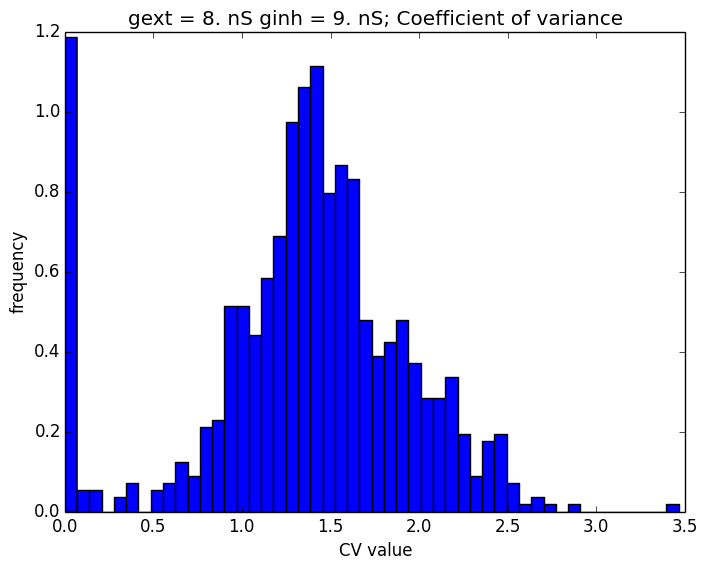 gext = 8. nS ginh = 9. nS; Coefficient of variance
1.2
1.0
0.8
0.6
0.4
0.2
0.0
frequency
0.0 0.5 1.0 1.5 2.0 2.5 3.0 3.5
CV value